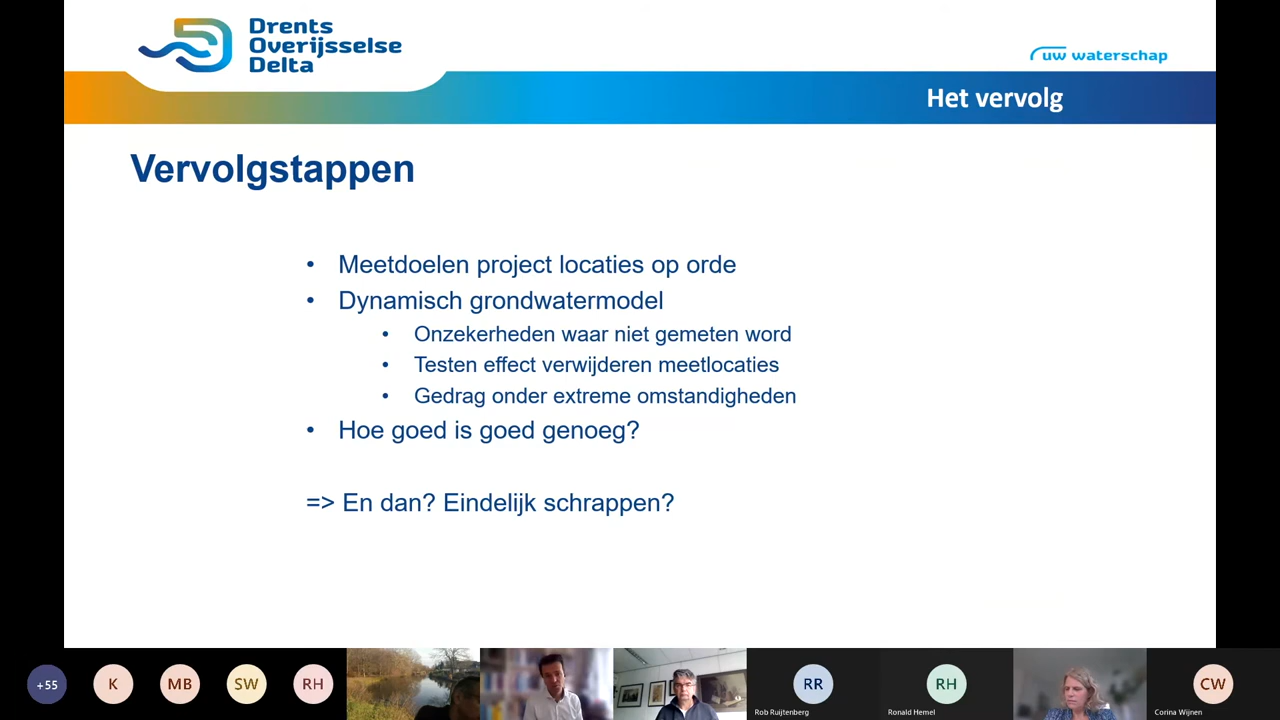 Drents
Overijsselse
Delta
uw waterschap
Het vervolg
Vervolgstappen
• Meetdoelen project locaties op orde
• Dynamisch grondwatermodel
• Onzekerheden waar niet gemeten word
• Testen effect verwijderen meetlocaties
• Gedrag onder extreme omstandigheden
• Hoe goed is goed genoeg?
=> En dan? Eindelijk schrappen?
+55
K
MB
SW
RH
RR
Rob Ruijtenberg
RH
Ronald Hemel
CW
Corina Wijnen